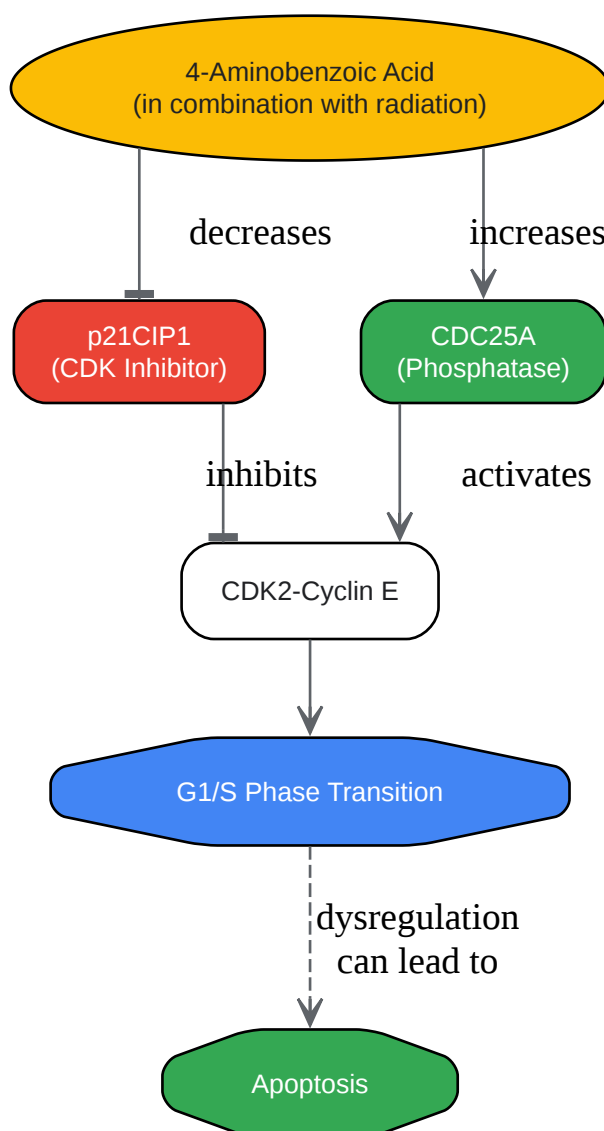 4-Aminobenzoic Acid
(in combination with radiation)
decreases
increases
p21CIP1
(CDK Inhibitor)
CDC25A
(Phosphatase)
inhibits
activates
CDK2-Cyclin E
G1/S Phase Transition
dysregulation
can lead to
Apoptosis